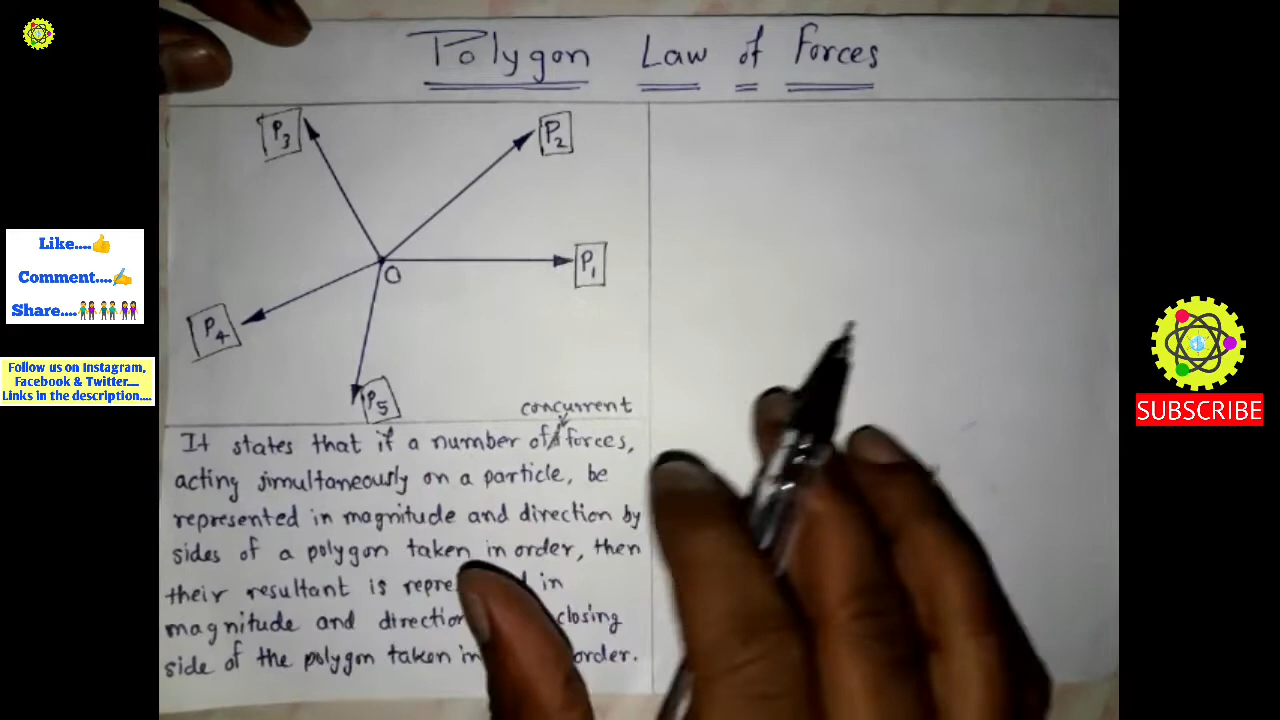 Polygon Law of Forces
P3
P2
O
P1
P4
P5
concurrent
It states that if a number of forces,
acting simultaneously on a particle, be
represented in magnitude and direction by
sides of a polygon taken in order, then
their resultant is in
magnitude and closing
side of the polygon taken in order.
Like....👍
Comment....✍
Share....👫👫👫
Follow us on Instagram,
Facebook & Twitter....
Links in the description....
SUBSCRIBE